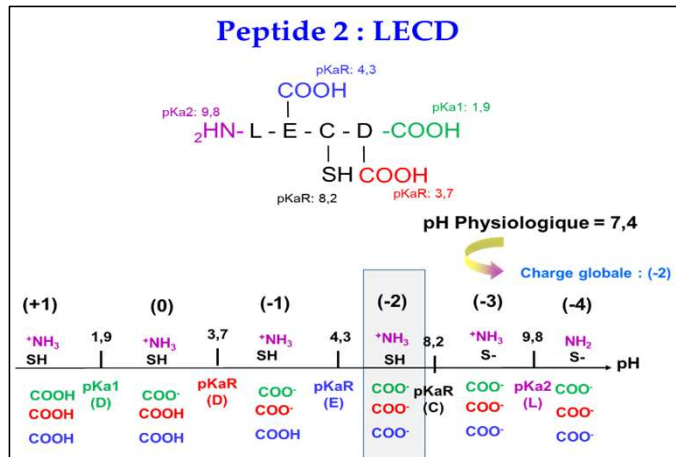 Peptide 2 : LECD
pKaR: 4,3
COOH
pKa1: 1,9
pKa2: 9,8
₂HN- L - E - C - D -COOH
SH COOH
pKaR: 8,2
pKaR: 3,7
pH Physiologique = 7,4
Charge globale : (-2)
(+1) (0) (-1) (-2) (-3) (-4)
⁺NH₃ 1,9 ⁺NH₃ 3,7 ⁺NH₃ 4,3 ⁺NH₃ 8,2 ⁺NH₃ 9,8 NH₂
SH SH SH SH S- S-
pH
COOH pKa1 COO⁻ pKaR COO⁻ pKaR COO⁻ pKaR COO⁻ pKa2 COO⁻
COOH (D) COOH (D) COO⁻ (E) COO⁻ (C) COO⁻ (L) COO⁻
COOH COOH COOH COO⁻ COO⁻ COO⁻